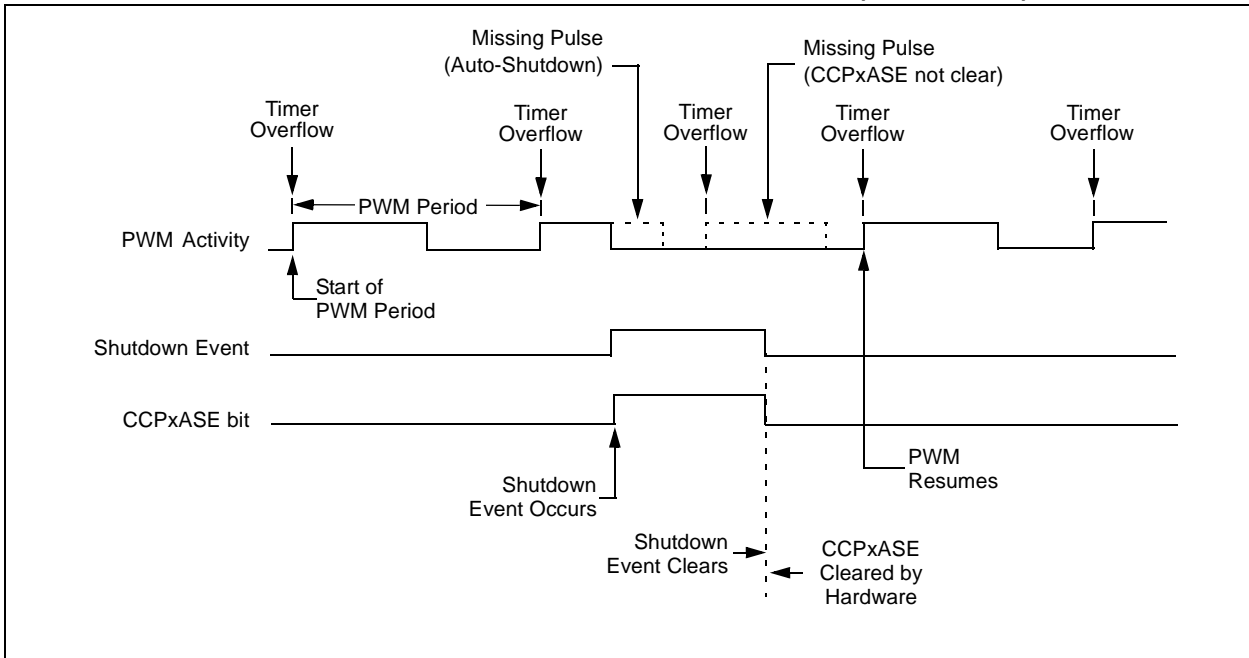 Missing Pulse
(Auto-Shutdown)
Missing Pulse
(CCPxASE not clear)
Timer
Overflow
Timer
Overflow
Timer
Overflow
Timer
Overflow
Timer
Overflow
PWM Period
PWM Activity
Start of
PWM Period
Shutdown Event
CCPxASE bit
Shutdown
Event Occurs
PWM
Resumes
Shutdown
Event Clears
CCPxASE
Cleared by
Hardware